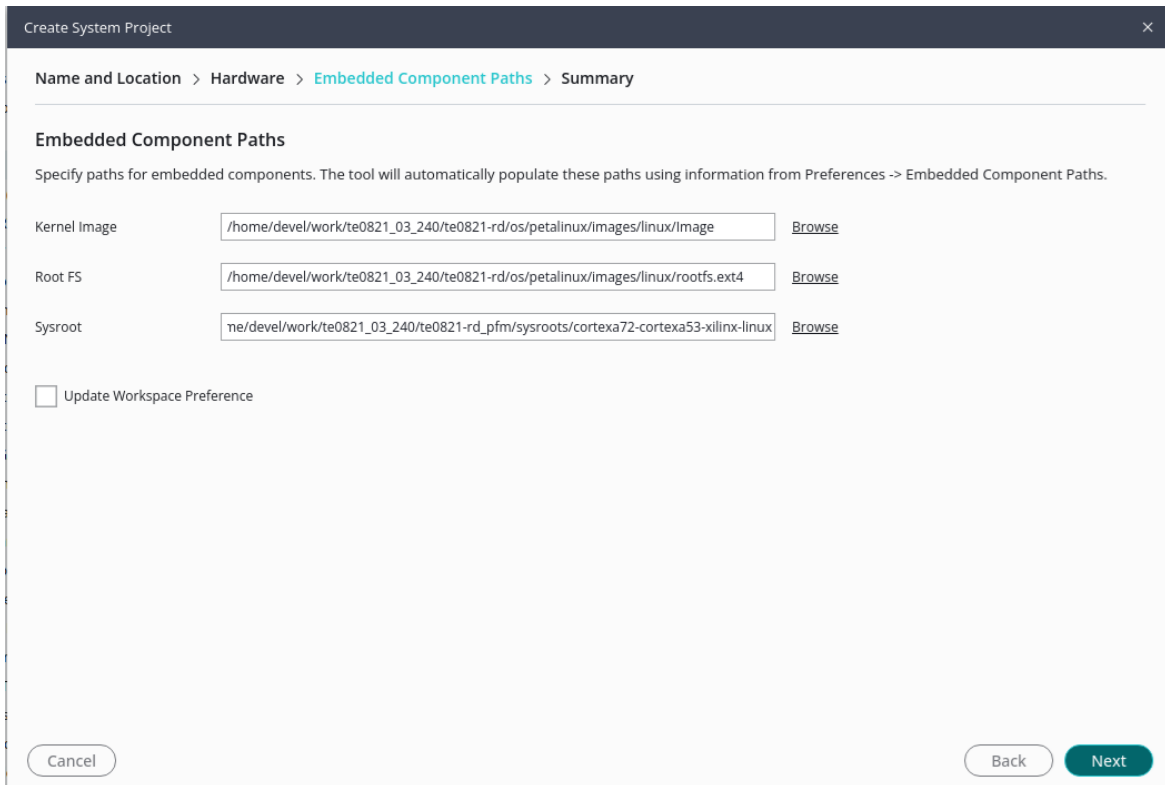 Create System Project
Name and Location > Hardware > Embedded Component Paths > Summary
Embedded Component Paths
Specify paths for embedded components. The tool will automatically populate these paths using information from Preferences -> Embedded Component Paths.
Kernel Image /home/devel/work/te0821_03_240/te0821-rd/os/petalinux/images/linux/Image Browse
Root FS /home/devel/work/te0821_03_240/te0821-rd/os/petalinux/images/linux/rootfs.ext4 Browse
Sysroot ne/devel/work/te0821_03_240/te0821-rd_pfm/sysroots/cortexa72-cortexa53-xilinx-linux Browse
Update Workspace Preference
Cancel Back Next